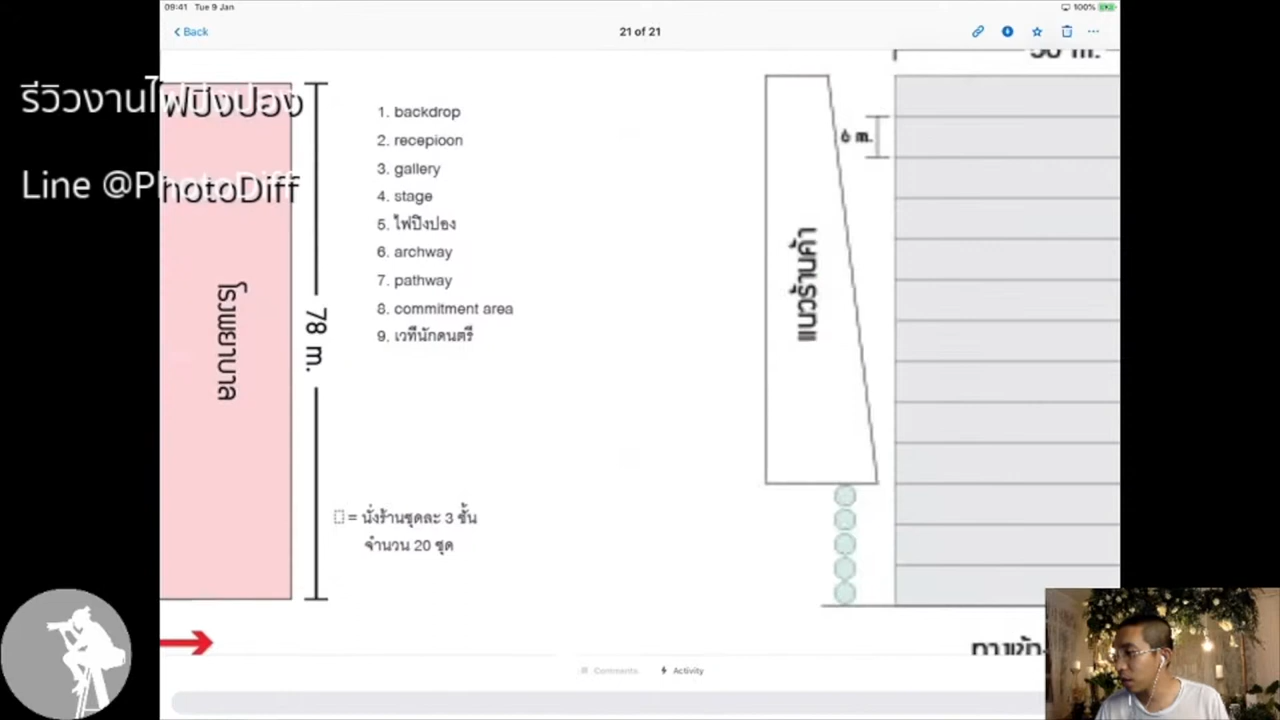 09:41 Tue 9 Jan
100%
Back
21 of 21
รีวิวงานไฟปิงปอง
Line @PhotoDiff
โรงพยาบาล
78 m.
1. backdrop
2. recepioon
3. gallery
4. stage
5. ไฟปิงปอง
6. archway
7. pathway
8. commitment area
9. เวทีนักดนตรี
= นั่งร้านชุดละ 3 ชั้น
จำนวน 20 ชุด
แนวร้านค้า
6 m.
Comments
Activity